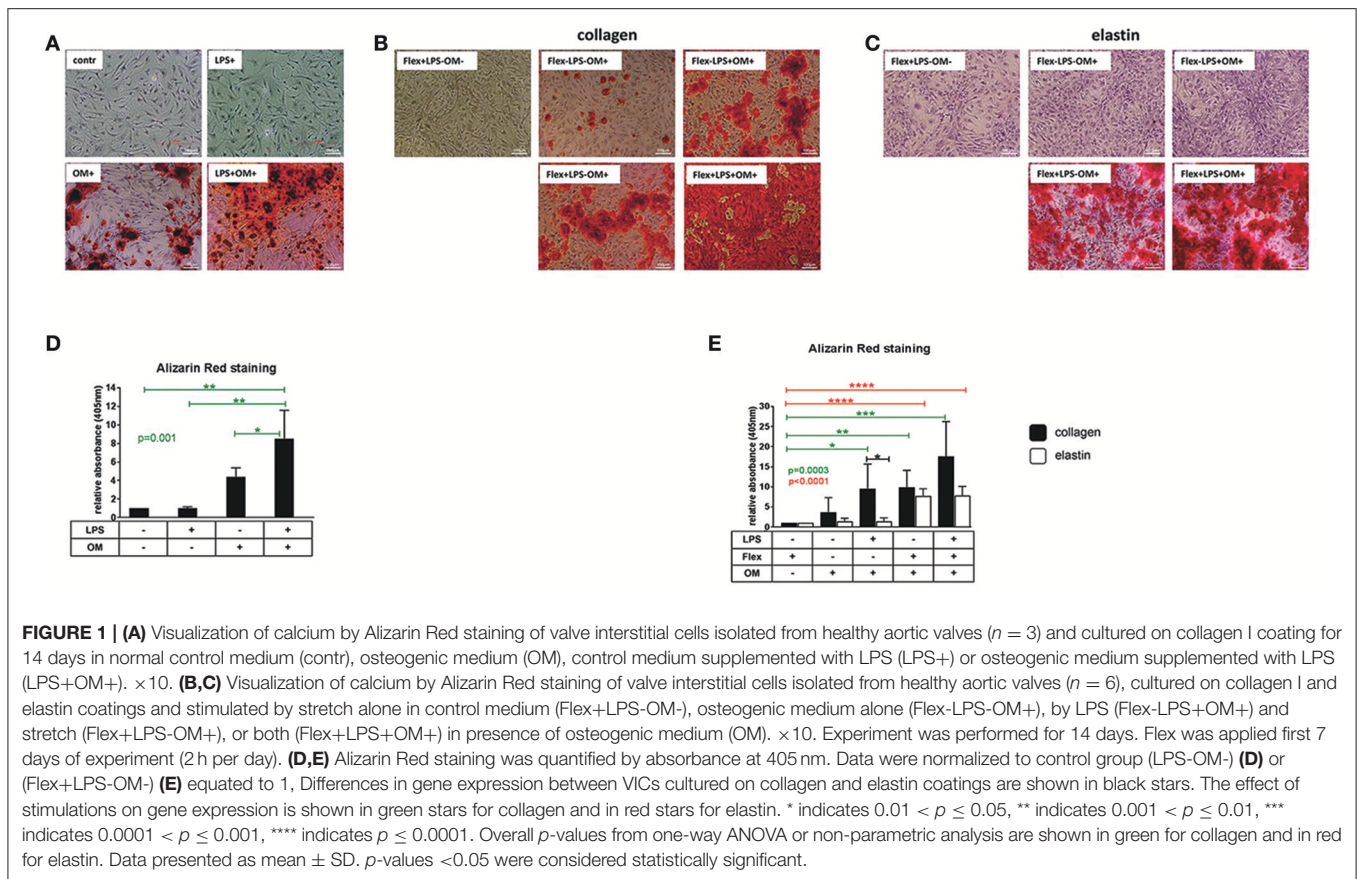 A
contr
LPS+
OM+
LPS+OM+
B
collagen
Flex+LPS-OM-
Flex-LPS-OM+
Flex-LPS+OM+
Flex+LPS-OM+
Flex+LPS+OM+
C
elastin
Flex+LPS-OM-
Flex-LPS-OM+
Flex-LPS+OM+
Flex+LPS-OM+
Flex+LPS+OM+
D
Alizarin Red staining
relative absorbance (405nm)
14
12
10
8
6
4
2
0
**
**
*
p=0.001
LPS - + - +
OM - - + +
E
Alizarin Red staining
relative absorbance (405nm)
30
25
20
15
10
5
0
****
****
***
**
*
*
p=0.0003
p<0.0001
collagen
elastin
LPS - - + - +
Flex + - - + +
OM - + + + +
FIGURE 1 | (A) Visualization of calcium by Alizarin Red staining of valve interstitial cells isolated from healthy aortic valves (n = 3) and cultured on collagen I coating for
14 days in normal control medium (contr), osteogenic medium (OM), control medium supplemented with LPS (LPS+) or osteogenic medium supplemented with LPS
(LPS+OM+). ×10. (B,C) Visualization of calcium by Alizarin Red staining of valve interstitial cells isolated from healthy aortic valves (n = 6), cultured on collagen I and
elastin coatings and stimulated by stretch alone in control medium (Flex+LPS-OM-), osteogenic medium alone (Flex-LPS-OM+), by LPS (Flex-LPS+OM+) and
stretch (Flex+LPS-OM+), or both (Flex+LPS+OM+) in presence of osteogenic medium (OM). ×10. Experiment was performed for 14 days. Flex was applied first 7
days of experiment (2 h per day). (D,E) Alizarin Red staining was quantified by absorbance at 405 nm. Data were normalized to control group (LPS-OM-) (D) or
(Flex+LPS-OM-) (E) equated to 1, Differences in gene expression between VICs cultured on collagen and elastin coatings are shown in black stars. The effect of
stimulations on gene expression is shown in green stars for collagen and in red stars for elastin. * indicates 0.01 < p ≤ 0.05, ** indicates 0.001 < p ≤ 0.01, ***
indicates 0.0001 < p ≤ 0.001, **** indicates p ≤ 0.0001. Overall p-values from one-way ANOVA or non-parametric analysis are shown in green for collagen and in red
for elastin. Data presented as mean ± SD. p-values <0.05 were considered statistically significant.